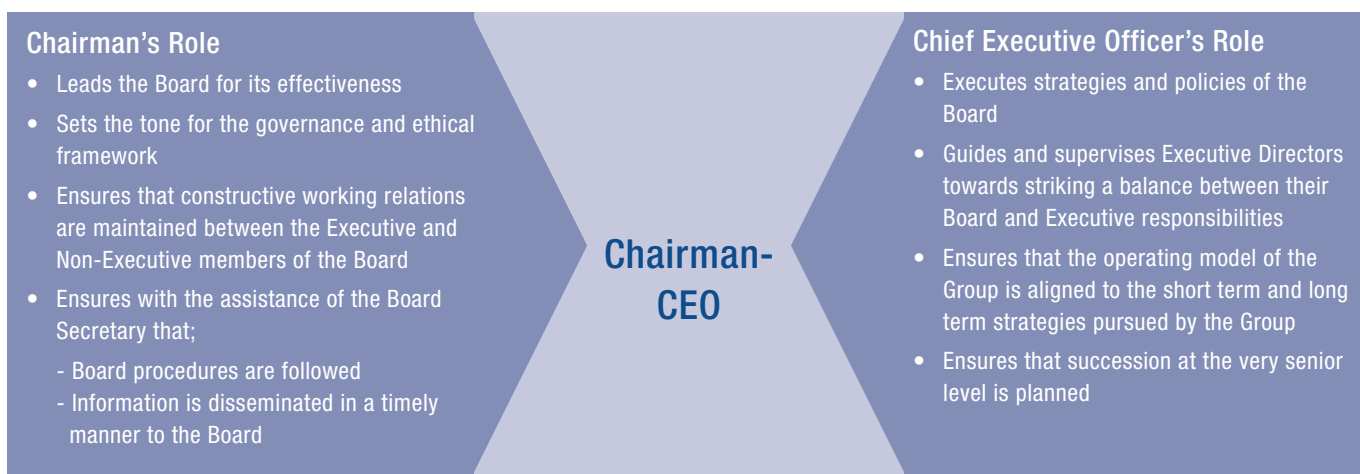 Chairman’s Role
• Leads the Board for its effectiveness
• Sets the tone for the governance and ethical
framework
• Ensures that constructive working relations
are maintained between the Executive and
Non-Executive members of the Board
• Ensures with the assistance of the Board
Secretary that;
- Board procedures are followed
- Information is disseminated in a timely
manner to the Board
Chairman-
CEO
Chief Executive Officer’s Role
• Executes strategies and policies of the
Board
• Guides and supervises Executive Directors
towards striking a balance between their
Board and Executive responsibilities
• Ensures that the operating model of the
Group is aligned to the short term and long
term strategies pursued by the Group
• Ensures that succession at the very senior
level is planned